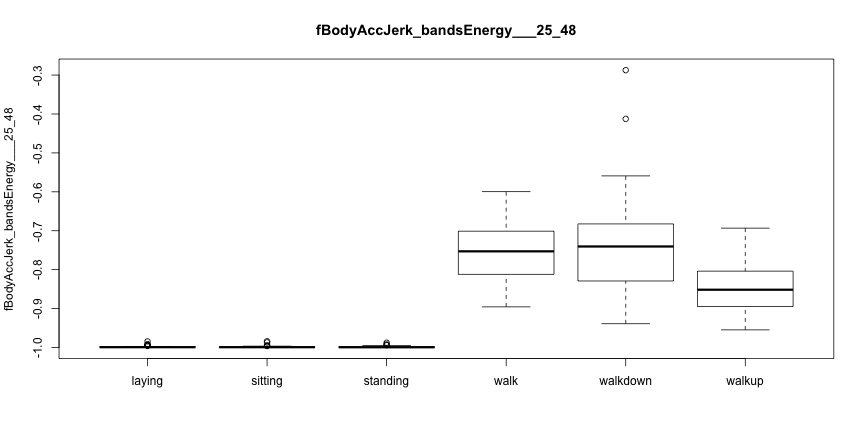 fBodyAccJerk_bandsEnergy___25_48
fBodyAccJerk_bandsEnergy___25_48
-0.3
-0.4
-0.5
-0.6
-0.7
-0.8
-0.9
-1.0
laying sitting standing walk walkdown walkup